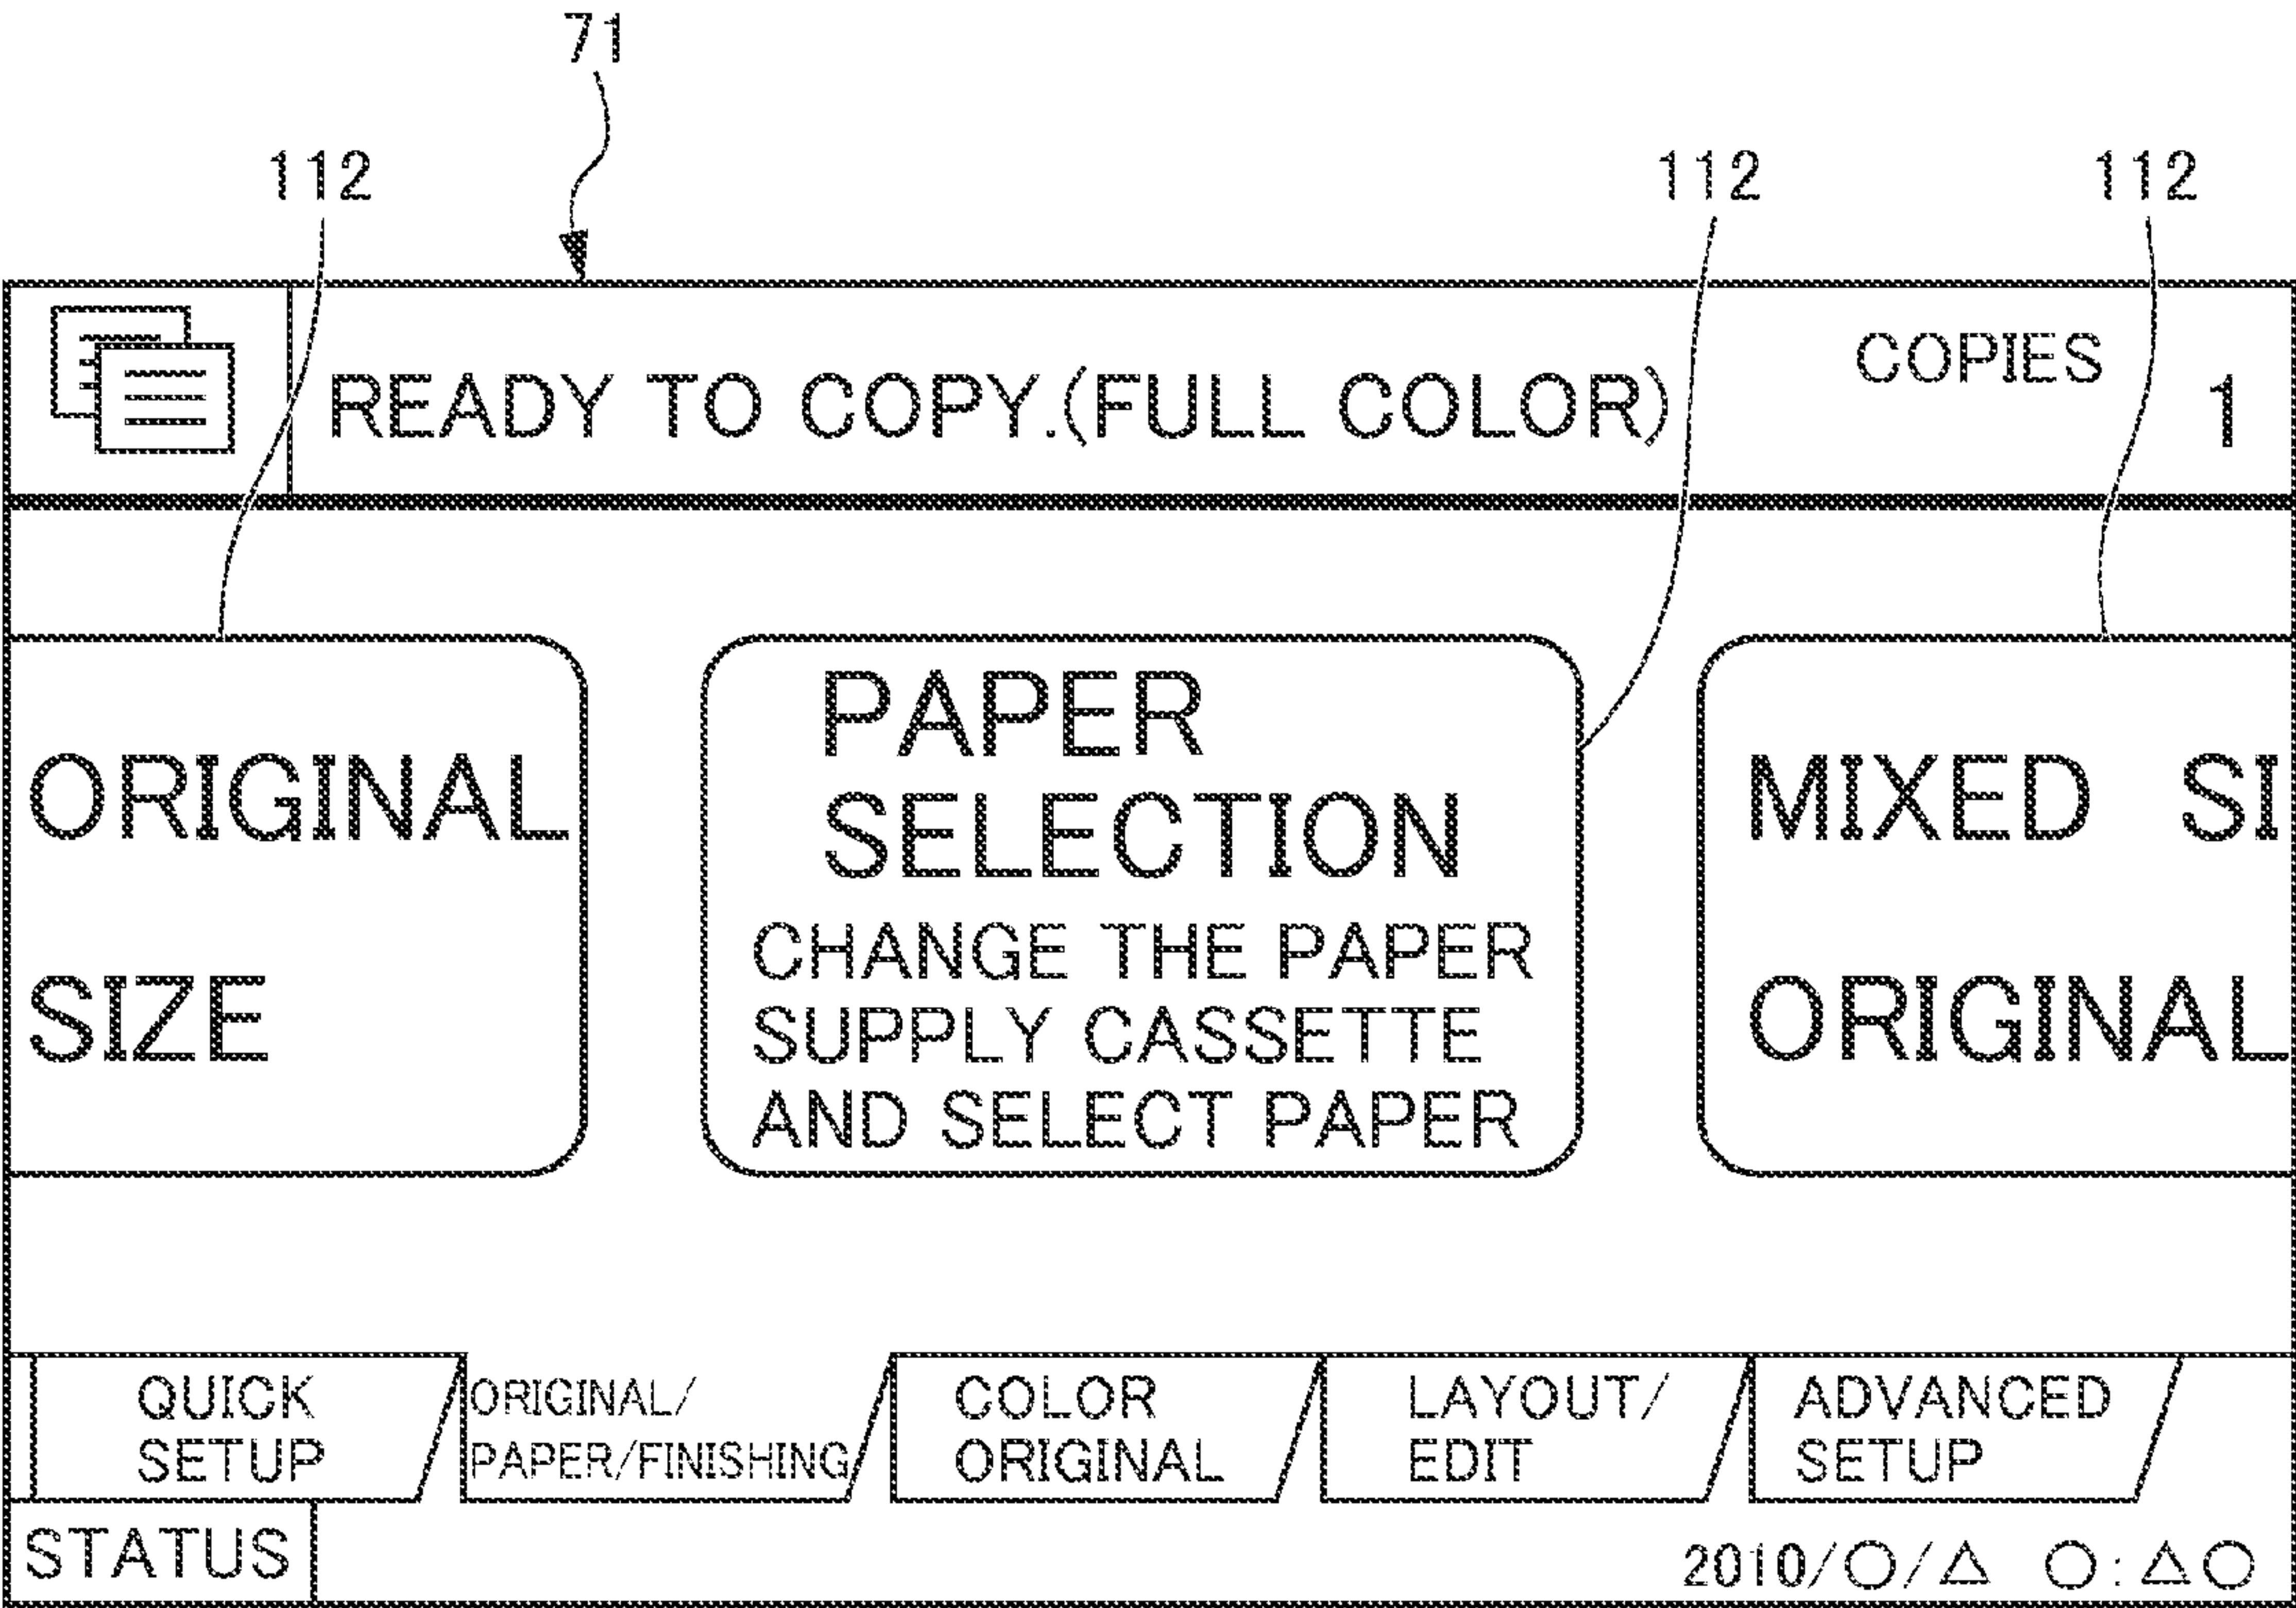 71
112
112
112
COPIES
READY TO COPY.(FULL COLOR)
1
ORIGINAL
SIZE
PAPER
SELECTION
CHANGE THE PAPER
SUPPLY CASSETTE
AND SELECT PAPER
MIXED SI
ORIGINAL
QUICK
SETUP
ORIGINAL/
PAPER/FINISHING
COLOR
ORIGINAL
LAYOUT/
EDIT
ADVANCED
SETUP
STATUS
2010/○/△ ○:△○